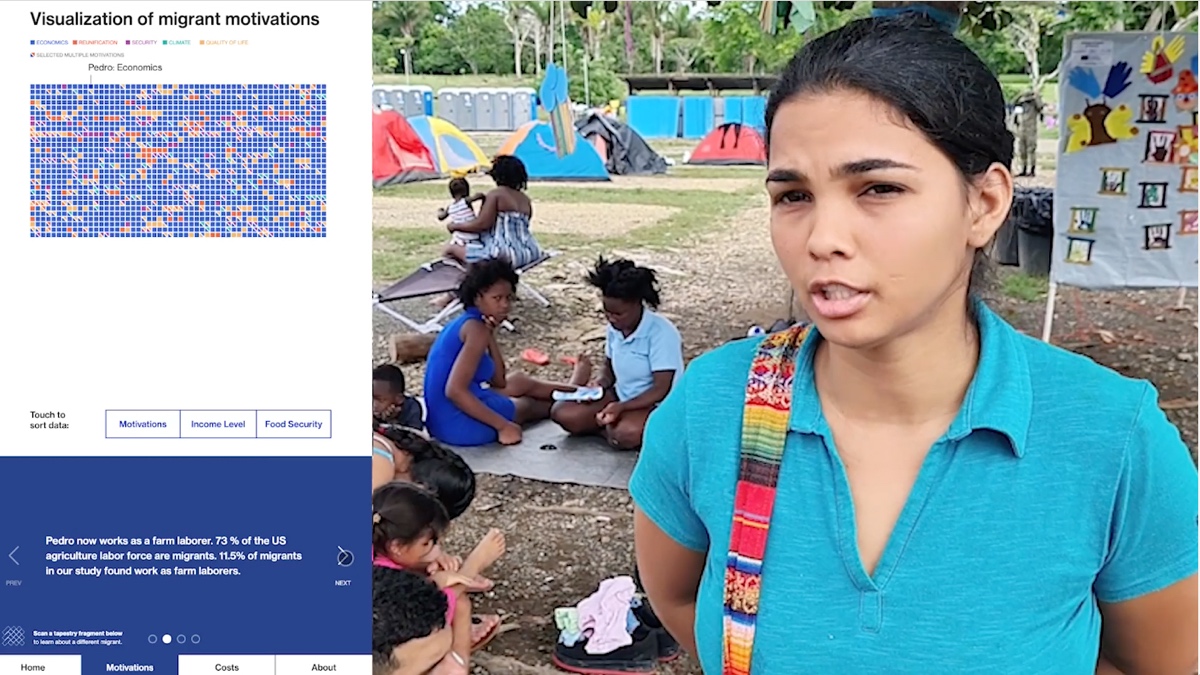 Visualization of migrant motivations
ECONOMICS REUNIFICATION SECURITY CLIMATE QUALITY OF LIFE
SELECTED MULTIPLE MOTIVATIONS
Pedro: Economics
Touch to
sort data:
Motivations
Income Level
Food Security
Pedro now works as a farm laborer. 73 % of the US
agriculture labor force are migrants. 11.5% of migrants
in our study found work as farm laborers.
PREV
NEXT
Scan a tapestry fragment below
to learn about a different migrant.
Home
Motivations
Costs
About